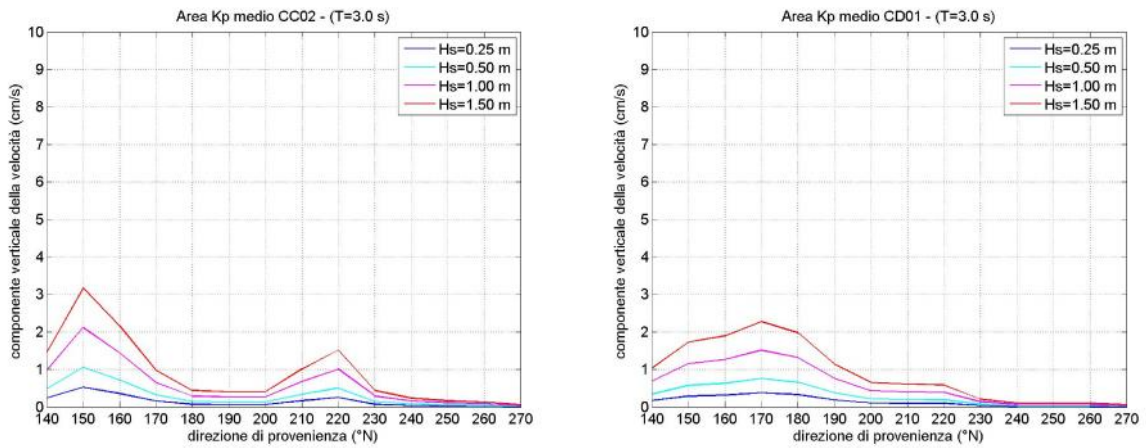 Area Kp medio CC02 - (T=3.0 s)
10
9
8
7
6
5
4
3
2
1
0
componente verticale della velocità (cm/s)
Hs=0.25 m
Hs=0.50 m
Hs=1.00 m
Hs=1.50 m
140 150 160 170 180 190 200 210 220 230 240 250 260 270
direzione di provenienza (°N)
Area Kp medio CD01 - (T=3.0 s)
10
9
8
7
6
5
4
3
2
1
0
componente verticale della velocità (cm/s)
Hs=0.25 m
Hs=0.50 m
Hs=1.00 m
Hs=1.50 m
140 150 160 170 180 190 200 210 220 230 240 250 260 270
direzione di provenienza (°N)